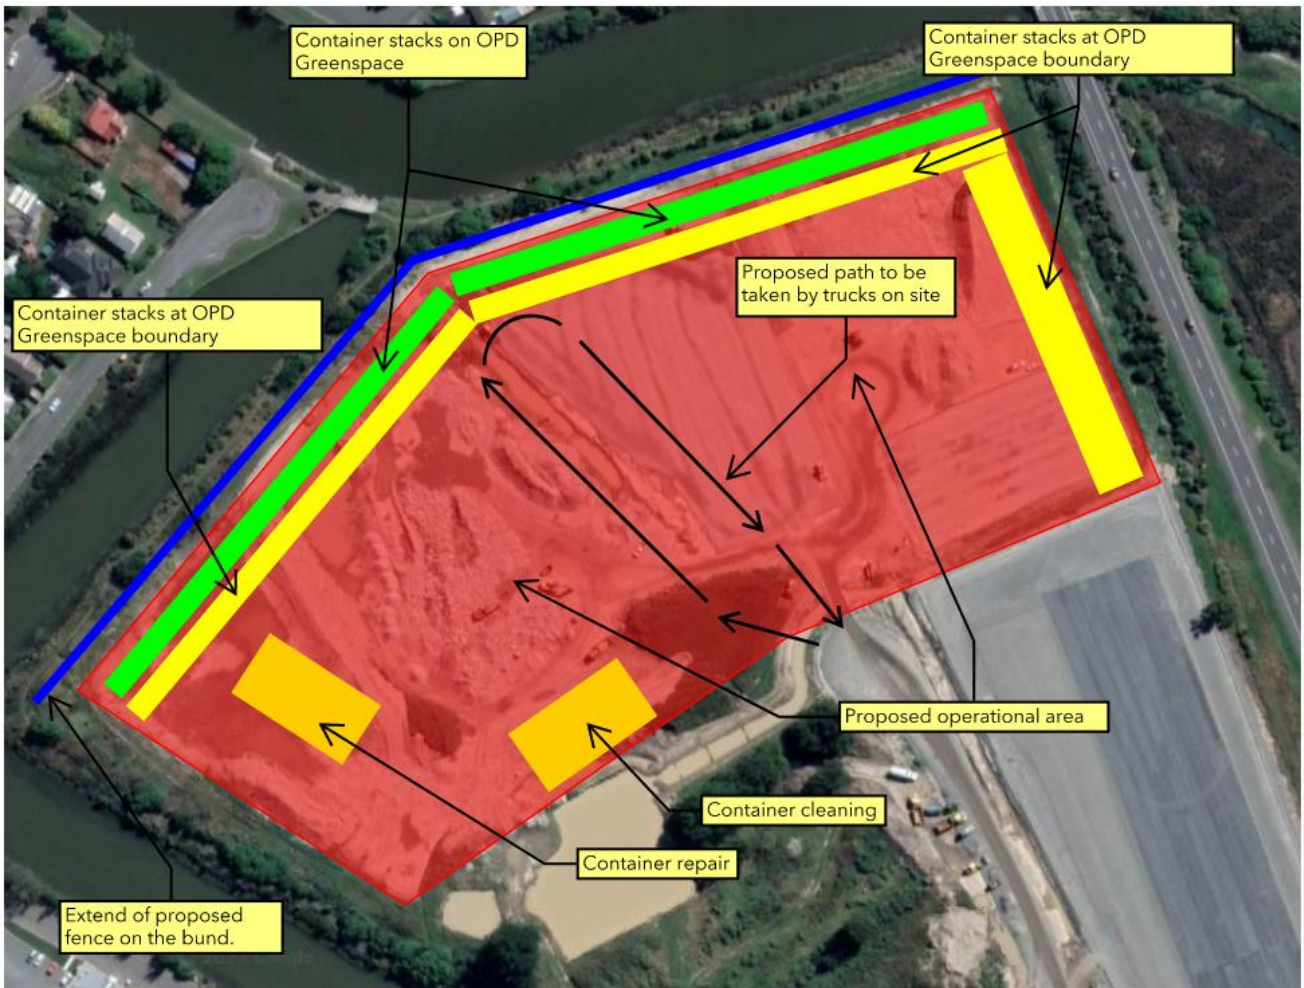 Container stacks on OPD
Greenspace
Container stacks at OPD
Greenspace boundary
Proposed path to be
taken by trucks on site
Container stacks at OPD
Greenspace boundary
Proposed operational area
Container cleaning
Container repair
Extend of proposed
fence on the bund.